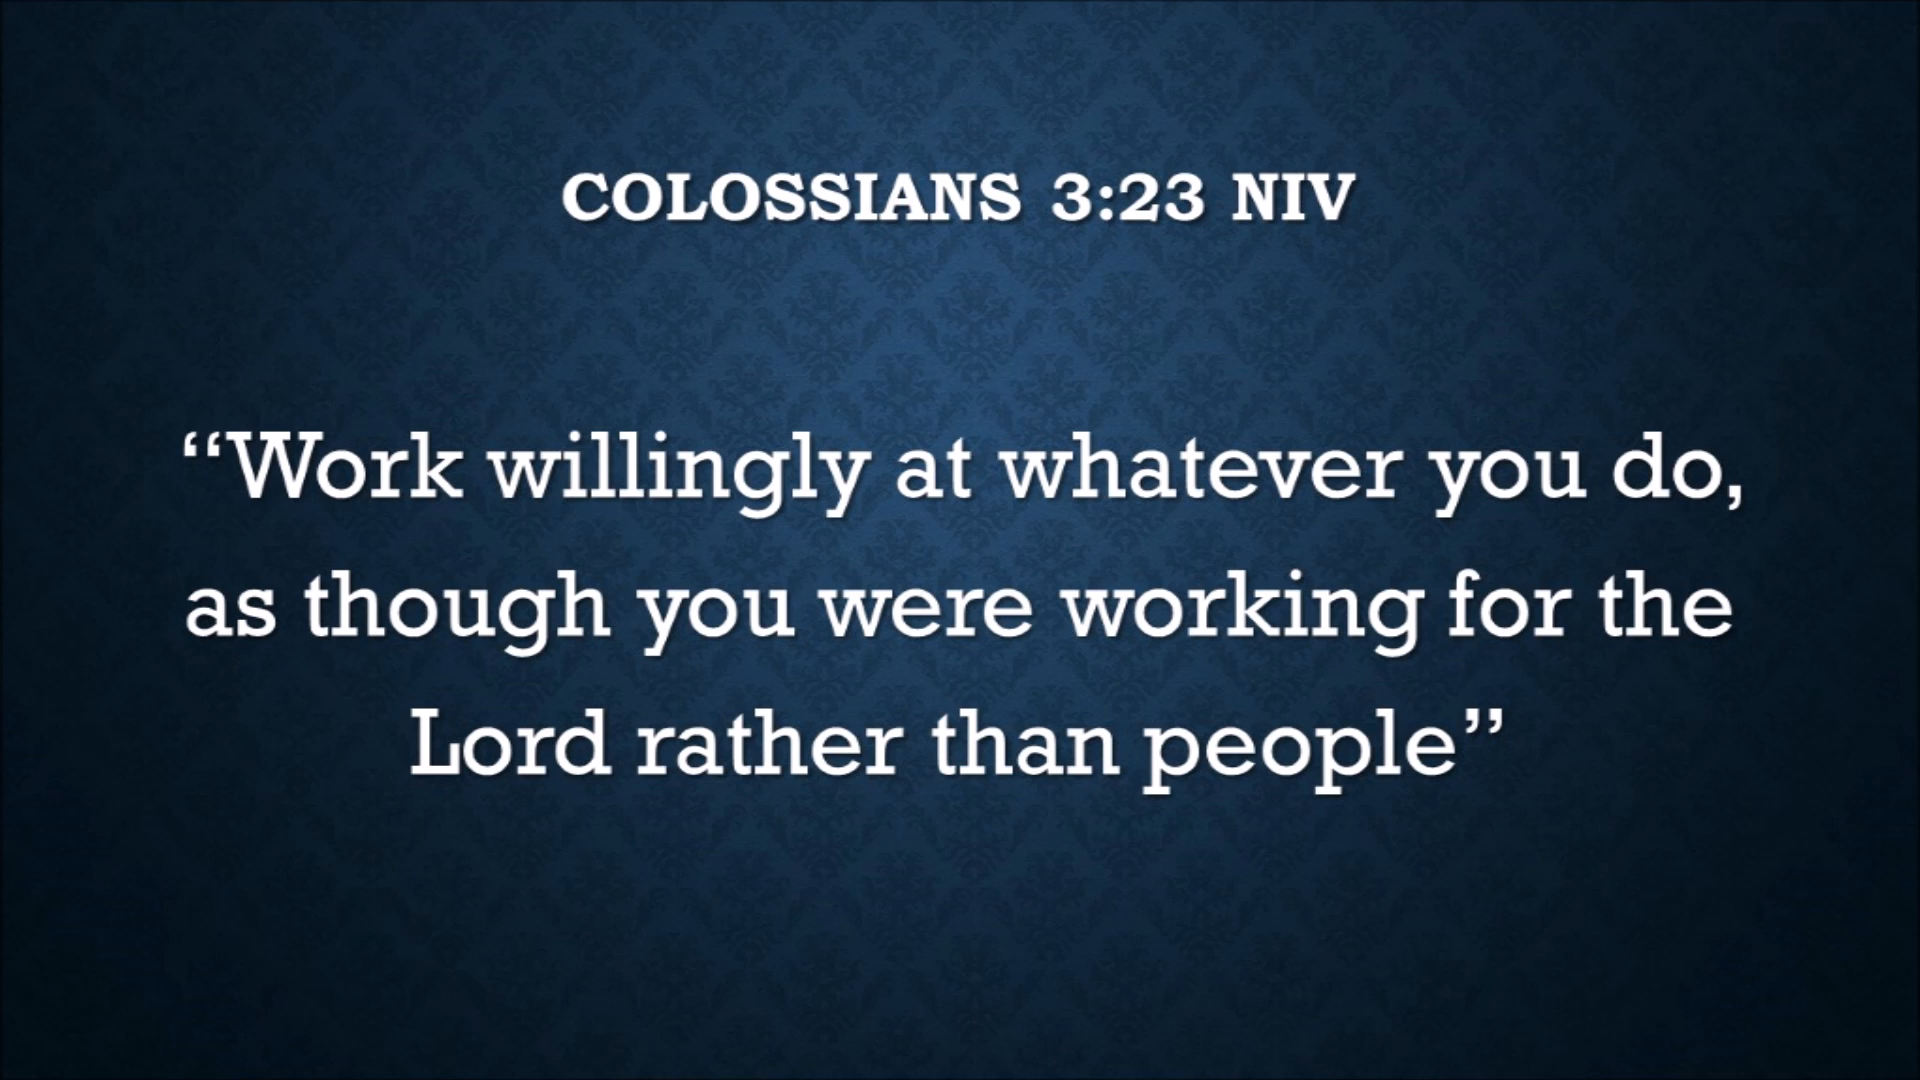 COLOSSIANS 3:23 NIV
“Work willingly at whatever you do,
as though you were working for the
Lord rather than people”